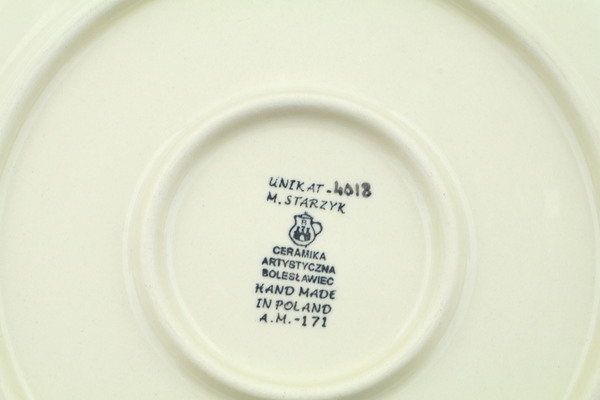 UNIKAT-4018
M. STARZYK
CERAMIKA
ARTYSTYCZNA
BOLESŁAWIEC
HAND MADE
IN POLAND
A.M.-171